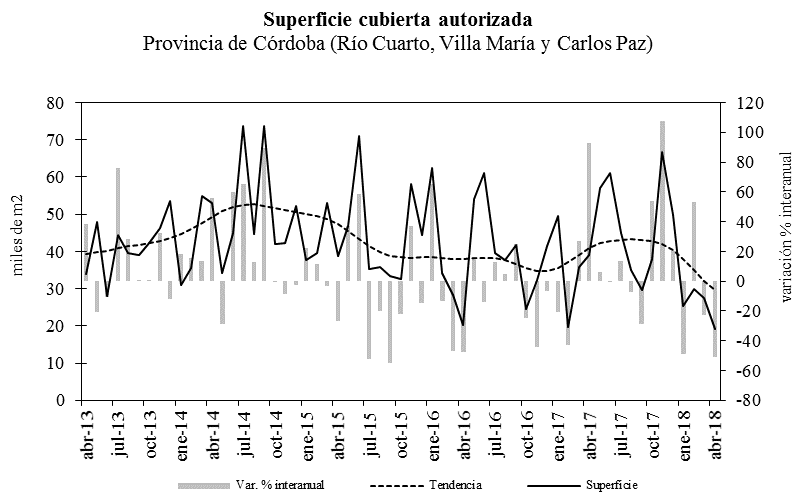 Superficie cubierta autorizada
Provincia de Córdoba (Río Cuarto, Villa María y Carlos Paz)
80
70
60
50
40
30
20
10
0
miles de m2
120
100
80
60
40
20
0
-20
-40
-60
-80
variación % interanual
abr-13
jul-13
oct-13
ene-14
abr-14
jul-14
oct-14
ene-15
abr-15
jul-15
oct-15
ene-16
abr-16
jul-16
oct-16
ene-17
abr-17
jul-17
oct-17
ene-18
abr-18
Var. % interanual
Tendencia
Superficie